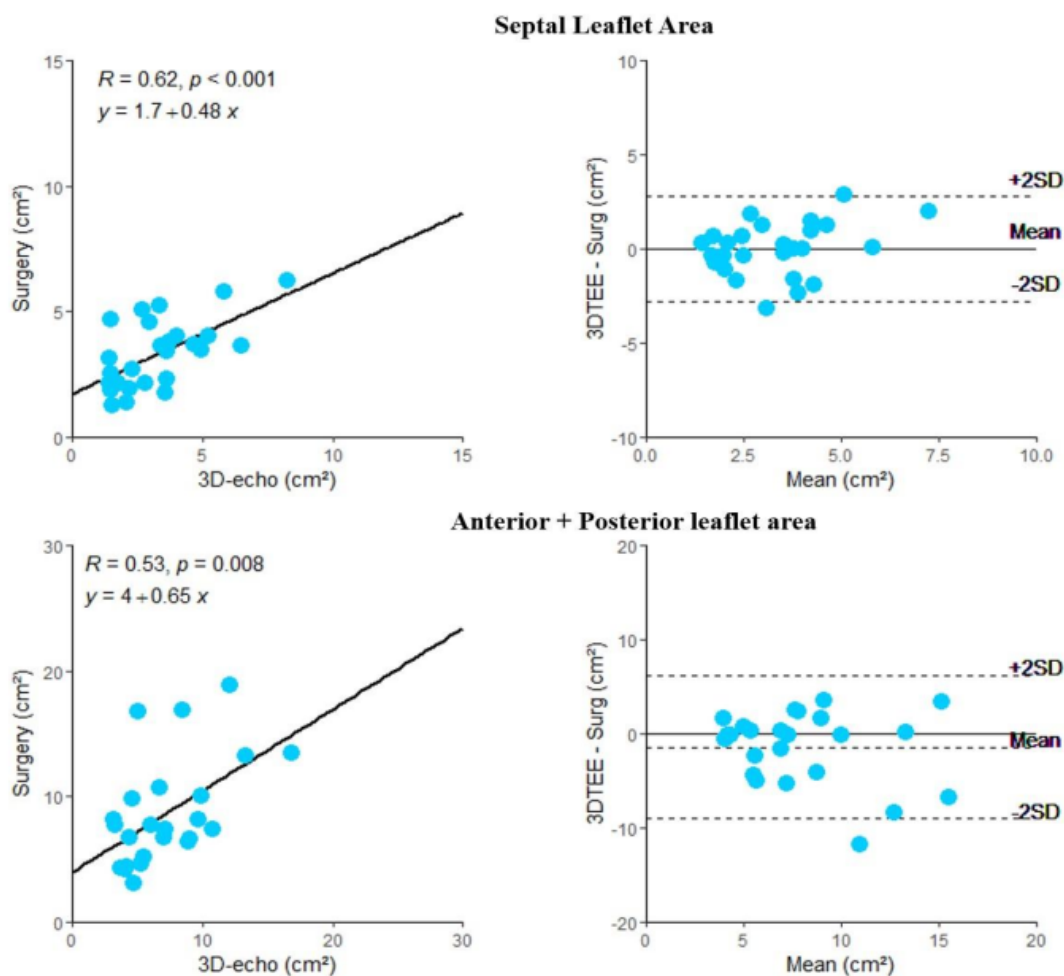 Septal Leaflet Area
R = 0.62, p < 0.001
y = 1.7+0.48 x
15
10
5
0
Surgery (cm²)
0 5 10 15
3D-echo (cm²)
10
5
0
-5
-10
3DTEE - Surg (cm²)
+2SD
Mean
-2SD
0.0 2.5 5.0 7.5 10.0
Mean (cm²)
Anterior + Posterior leaflet area
R = 0.53, p = 0.008
y = 4+0.65 x
30
20
10
0
Surgery (cm²)
0 10 20 30
3D-echo (cm²)
20
10
0
-10
-20
3DTEE - Surg (cm²)
+2SD
Mean
-2SD
0 5 10 15 20
Mean (cm²)